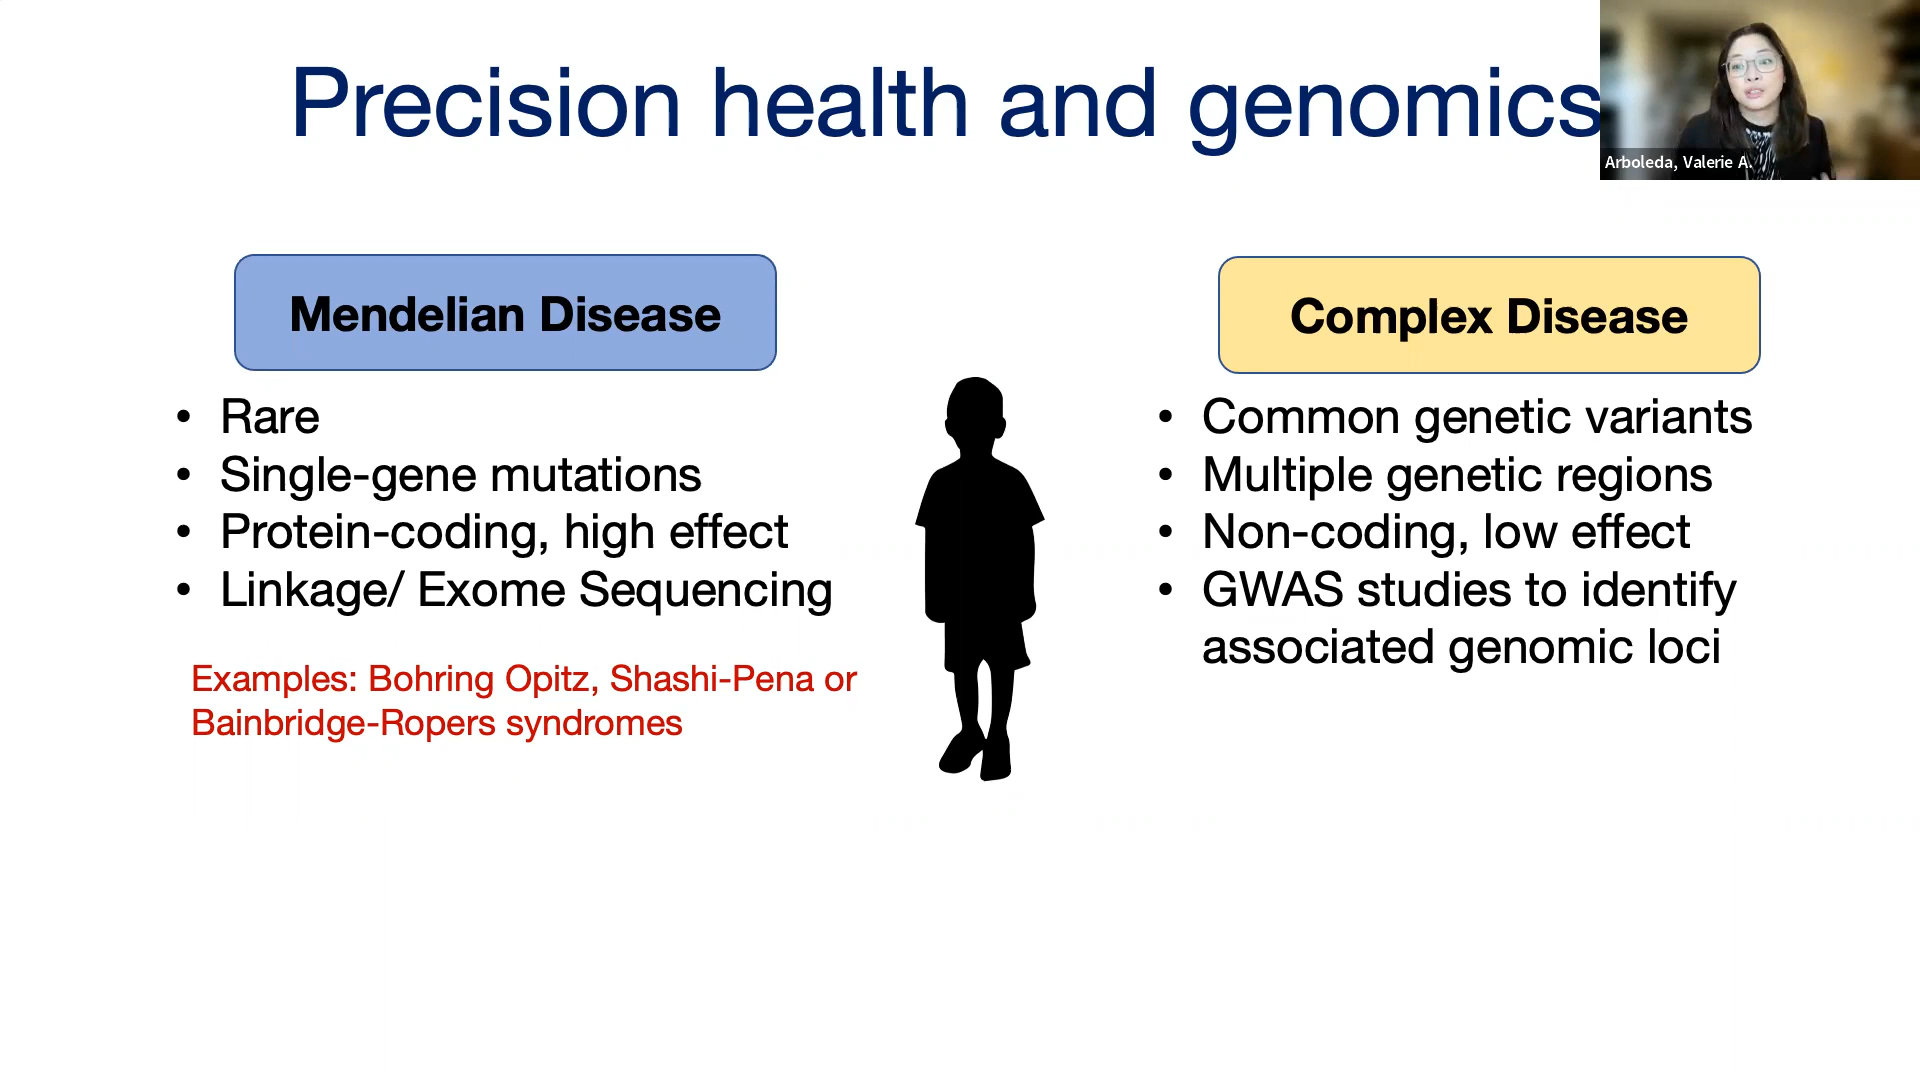 Precision health and genomics
Arboleda, Valerie A.
Mendelian Disease
• Rare
• Single-gene mutations
• Protein-coding, high effect
• Linkage/ Exome Sequencing
Examples: Bohring Opitz, Shashi-Pena or
Bainbridge-Ropers syndromes
Complex Disease
• Common genetic variants
• Multiple genetic regions
• Non-coding, low effect
• GWAS studies to identify
associated genomic loci